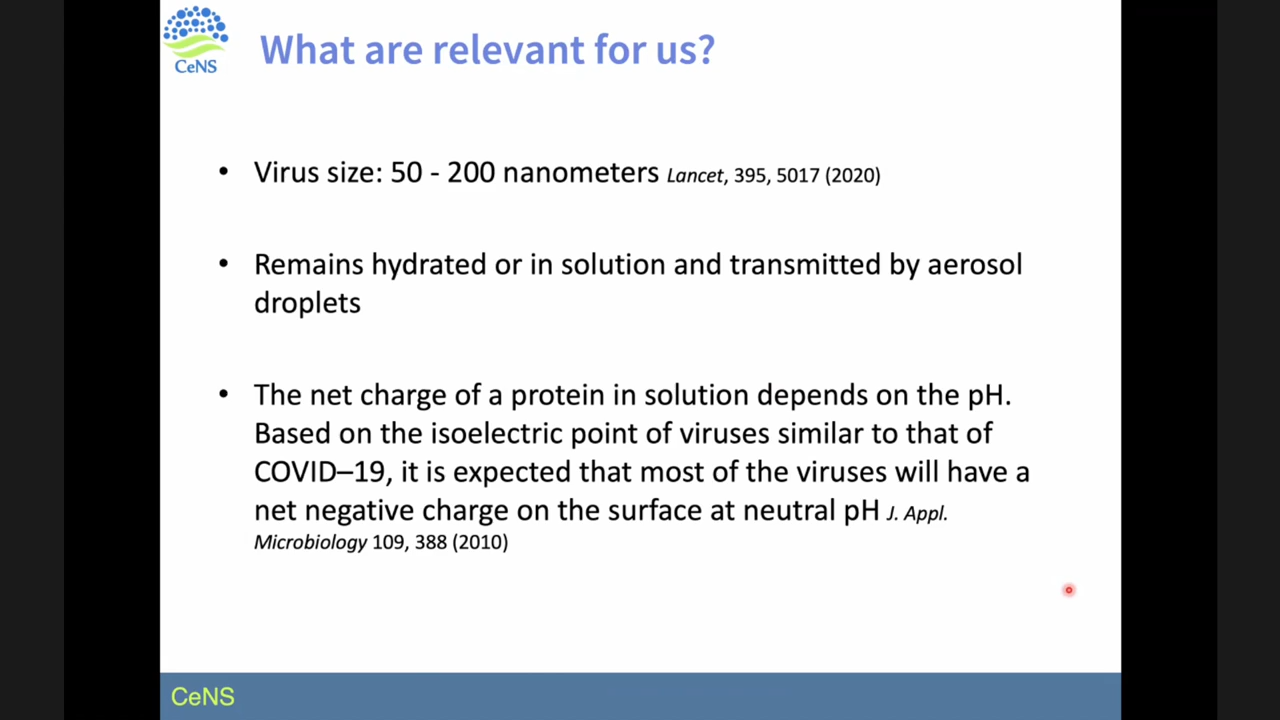 CeNS
What are relevant for us?
• Virus size: 50 - 200 nanometers Lancet, 395, 5017 (2020)
• Remains hydrated or in solution and transmitted by aerosol
droplets
• The net charge of a protein in solution depends on the pH.
Based on the isoelectric point of viruses similar to that of
COVID–19, it is expected that most of the viruses will have a
net negative charge on the surface at neutral pH J. Appl.
Microbiology 109, 388 (2010)
CeNS